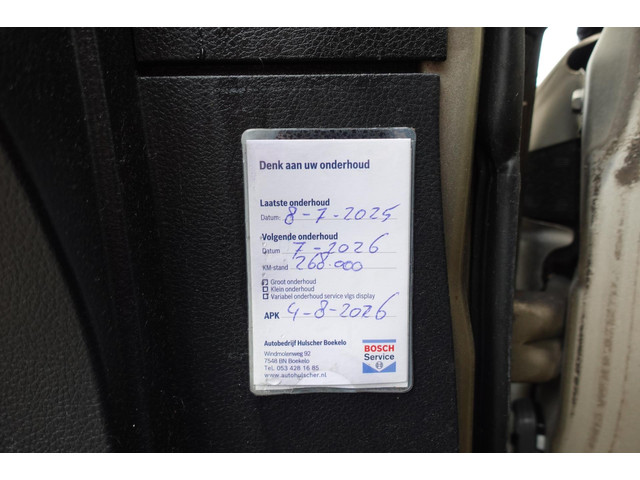 Denk aan uw onderhoud
Laatste onderhoud
Datum: 8-7-2025
Volgende onderhoud
Datum 7-2026
KM-stand 268.000
Groot onderhoud
Klein onderhoud
Variabel onderhoud service vlgs display
APK 4-8-2026
Autobedrijf Hulscher Boekelo
Windmolenweg 92
7548 BN Boekelo
Tel. 053 428 16 85
www.autohulscher.nl
BOSCH
Service